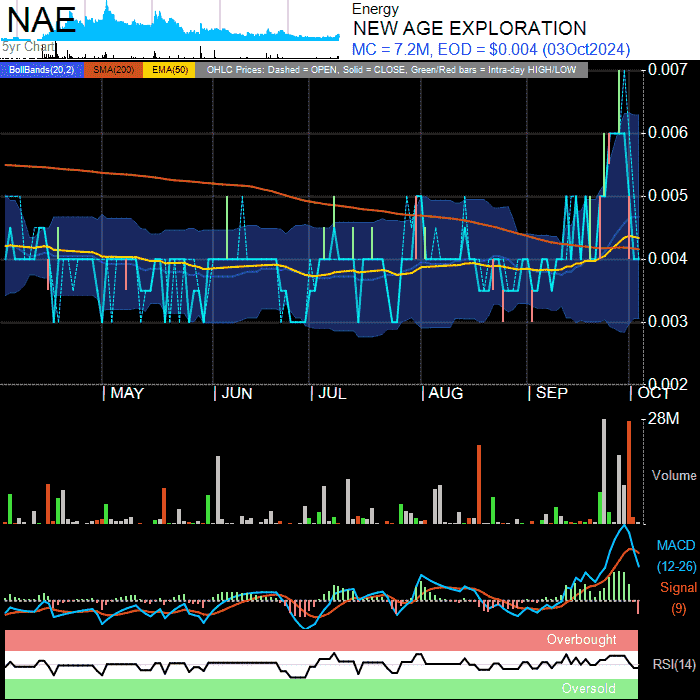 NAE
5yr Chart
Energy
NEW AGE EXPLORATION
MC = 7.2M, EOD = $0.004 (03Oct2024)
BollBands(20,2) SMA(200) EMA(50) OHLC Prices: Dashed = OPEN, Solid = CLOSE, Green/Red bars = Intra-day HIGH/LOW
0.007
0.006
0.005
0.004
0.003
0.002
MAY JUN JUL AUG SEP OCT
28M
Volume
MACD
(12-26)
Signal
(9)
Overbought
RSI(14)
Oversold